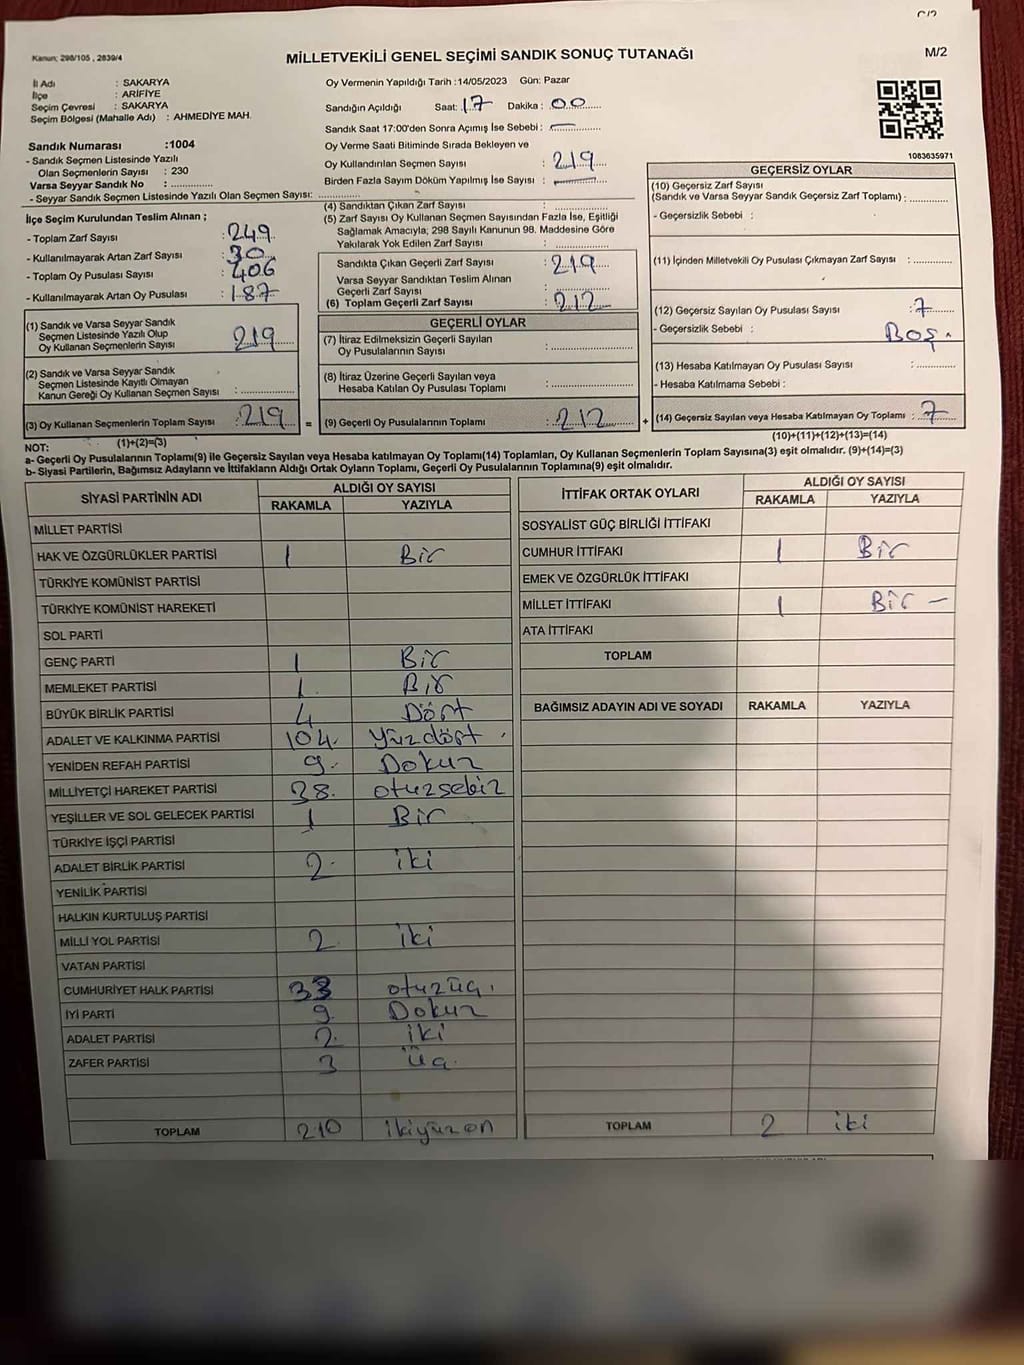 Kanun; 298/105 , 2839/4
MİLLETVEKİLİ GENEL SEÇİMİ SANDIK SONUÇ TUTANAĞI
M/2
İl Adı : SAKARYA
İlçe : ARİFİYE
Seçim Çevresi : SAKARYA
Seçim Bölgesi (Mahalle Adı) : AHMEDİYE MAH.
Sandık Numarası :1004
- Sandık Seçmen Listesinde Yazılı
Olan Seçmenlerin Sayısı : 230
Varsa Seyyar Sandık No :
- Seyyar Sandık Seçmen Listesinde Yazılı Olan Seçmen Sayısı:
Oy Vermenin Yapıldığı Tarih :14/05/2023 Gün: Pazar
Sandığın Açıldığı Saat: 17 Dakika : 00
Sandık Saat 17:00'den Sonra Açımış İse Sebebi : —
Oy Verme Saati Bitiminde Sırada Bekleyen ve
Oy Kullandırılan Seçmen Sayısı : 219
Birden Fazla Sayım Döküm Yapılmış İse Sayısı : —
1083635971
İlçe Seçim Kurulundan Teslim Alınan ;
- Toplam Zarf Sayısı : 249
- Kullanılmayarak Artan Zarf Sayısı : 30
- Toplam Oy Pusulası Sayısı : 406
- Kullanılmayarak Artan Oy Pusulası : 187
(1) Sandık ve Varsa Seyyar Sandık
Seçmen Listesinde Yazılı Olup
Oy Kullanan Seçmenlerin Sayısı : 219
(2) Sandık ve Varsa Seyyar Sandık
Seçmen Listesinde Kayıtlı Olmayan
Kanun Gereği Oy Kullanan Seçmen Sayısı :
(3) Oy Kullanan Seçmenlerin Toplam Sayısı : 219
(1)+(2)=(3)
(4) Sandıktan Çıkan Zarf Sayısı :
(5) Zarf Sayısı Oy Kullanan Seçmen Sayısından Fazla İse, Eşitliği
Sağlamak Amacıyla; 298 Sayılı Kanunun 98. Maddesine Göre
Yakılarak Yok Edilen Zarf Sayısı :
Sandıkta Çıkan Geçerli Zarf Sayısı : 219
Varsa Seyyar Sandıktan Teslim Alınan
Geçerli Zarf Sayısı :
(6) Toplam Geçerli Zarf Sayısı : 212
GEÇERLİ OYLAR
(7) İtiraz Edilmeksizin Geçerli Sayılan
Oy Pusulalarının Sayısı :
(8) İtiraz Üzerine Geçerli Sayılan veya
Hesaba Katılan Oy Pusulası Toplamı :
= (9) Geçerli Oy Pusulalarının Toplamı : 212 +
GEÇERSİZ OYLAR
(10) Geçersiz Zarf Sayısı
(Sandık ve Varsa Seyyar Sandık Geçersiz Zarf Toplamı) :
- Geçersizlik Sebebi :
(11) İçinden Milletvekili Oy Pusulası Çıkmayan Zarf Sayısı :
(12) Geçersiz Sayılan Oy Pusulası Sayısı : 7
- Geçersizlik Sebebi : Boş.
(13) Hesaba Katılmayan Oy Pusulası Sayısı :
- Hesaba Katılmama Sebebi :
(14) Geçersiz Sayılan veya Hesaba Katılmayan Oy Toplamı : 7
(10)+(11)+(12)+(13)=(14)
NOT:
a- Geçerli Oy Pusulalarının Toplamı(9) ile Geçersiz Sayılan veya Hesaba katılmayan Oy Toplamı(14) Toplamları, Oy Kullanan Seçmenlerin Toplam Sayısına(3) eşit olmalıdır. (9)+(14)=(3)
b- Siyasi Partilerin, Bağımsız Adayların ve İttifakların Aldığı Ortak Oyların Toplamı, Geçerli Oy Pusulalarının Toplamına(9) eşit olmalıdır.
SİYASİ PARTİNİN ADI ALDIĞI OY SAYISI
RAKAMLA YAZIYLA
MİLLET PARTİSİ
HAK VE ÖZGÜRLÜKLER PARTİSİ 1 Bir
TÜRKİYE KOMÜNİST PARTİSİ
TÜRKİYE KOMÜNİST HAREKETİ
SOL PARTİ
GENÇ PARTİ 1 Bir
MEMLEKET PARTİSİ 1. Bir
BÜYÜK BİRLİK PARTİSİ 4 Dört
ADALET VE KALKINMA PARTİSİ 104. Yüzdört
YENİDEN REFAH PARTİSİ 9. Dokuz
MİLLİYETÇİ HAREKET PARTİSİ 38. otuzsekiz
YEŞİLLER VE SOL GELECEK PARTİSİ 1 Bir
TÜRKİYE İŞÇİ PARTİSİ
ADALET BİRLİK PARTİSİ 2. iki
YENİLİK PARTİSİ
HALKIN KURTULUŞ PARTİSİ
MİLLİ YOL PARTİSİ 2 iki
VATAN PARTİSİ
CUMHURİYET HALK PARTİSİ 33 otuzüç.
İYİ PARTİ 9. Dokuz
ADALET PARTİSİ 2. iki
ZAFER PARTİSİ 3 üç.
TOPLAM 210 ikiyüzon
İTTİFAK ORTAK OYLARI ALDIĞI OY SAYISI
RAKAMLA YAZIYLA
SOSYALİST GÜÇ BİRLİĞİ İTTİFAKI
CUMHUR İTTİFAKI 1 Bir
EMEK VE ÖZGÜRLÜK İTTİFAKI
MİLLET İTTİFAKI 1 Bir —
ATA İTTİFAKI
TOPLAM
BAĞIMSIZ ADAYIN ADI VE SOYADI RAKAMLA YAZIYLA
TOPLAM 2 iki